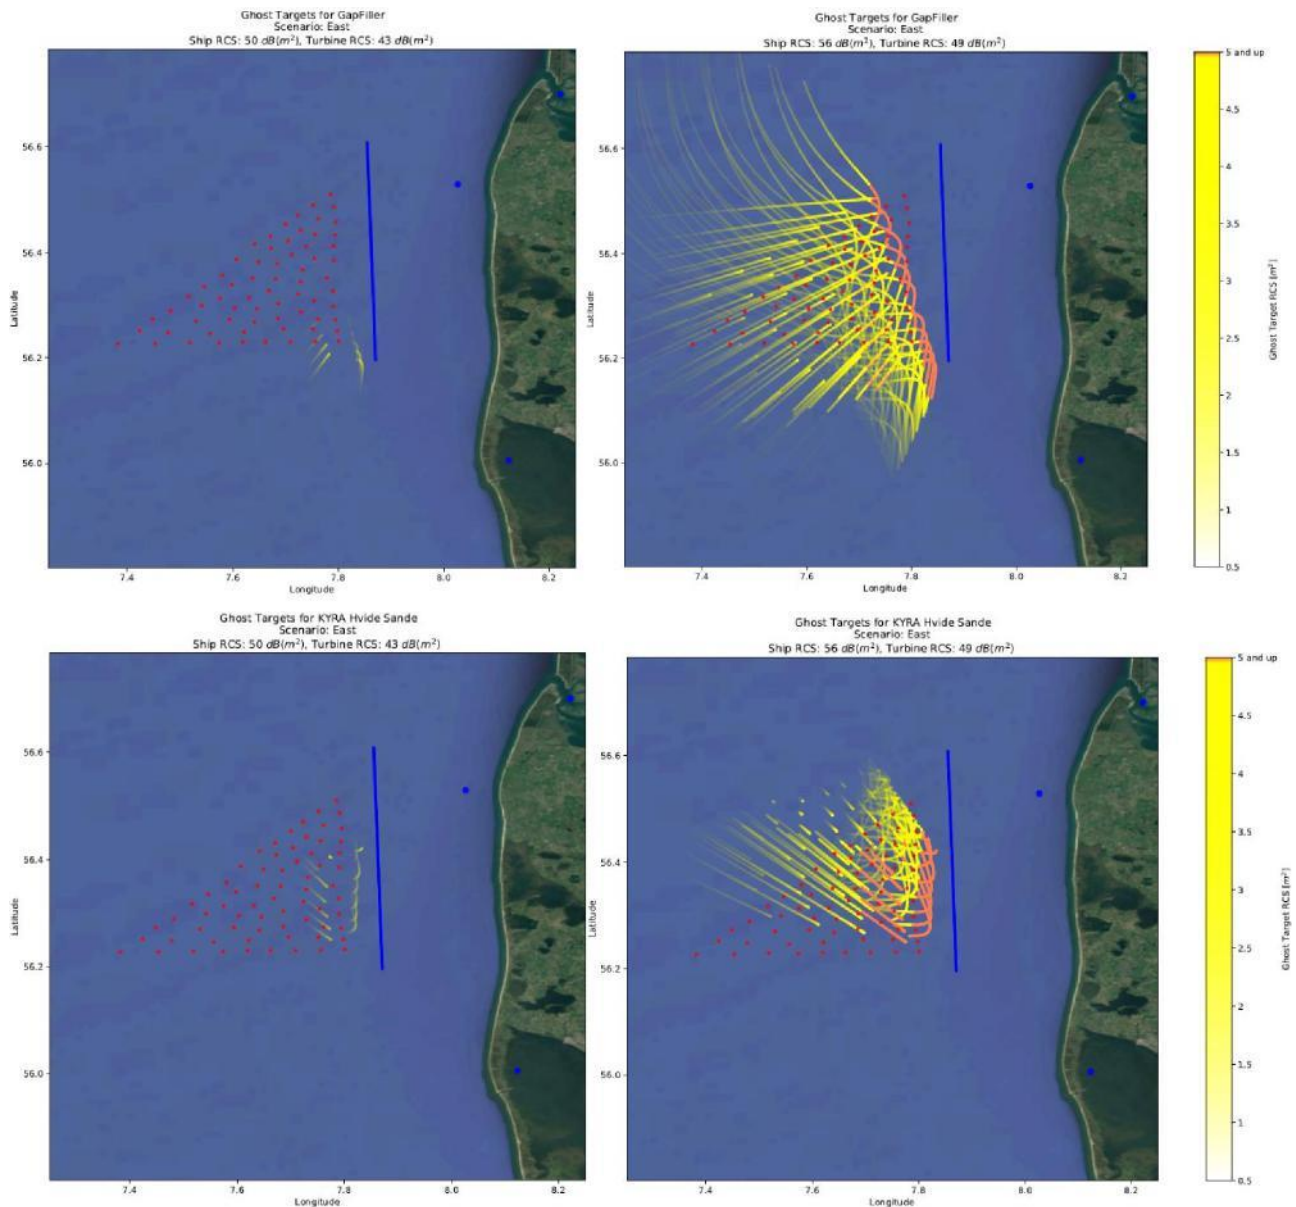 Ghost Targets for GapFiller
Scenario: East
Ship RCS: 50 dB(m²), Turbine RCS: 43 dB(m²)
56.6
56.4
56.2
56.0
Latitude
7.4
7.6
7.8
8.0
8.2
Longitude
Ghost Targets for GapFiller
Scenario: East
Ship RCS: 56 dB(m²), Turbine RCS: 49 dB(m²)
56.6
56.4
56.2
56.0
Latitude
7.4
7.6
7.8
8.0
8.2
Longitude
5 and up
4.5
4
3.5
3
2.5
2
1.5
1
0.5
Ghost Target RCS [m²]
Ghost Targets for KYRA Hvide Sande
Scenario: East
Ship RCS: 50 dB(m²), Turbine RCS: 43 dB(m²)
56.6
56.4
56.2
56.0
Latitude
7.4
7.6
7.8
8.0
8.2
Longitude
Ghost Targets for KYRA Hvide Sande
Scenario: East
Ship RCS: 56 dB(m²), Turbine RCS: 49 dB(m²)
56.6
56.4
56.2
56.0
Latitude
7.4
7.6
7.8
8.0
8.2
Longitude
5 and up
4.5
4
3.5
3
2.5
2
1.5
1
0.5
Ghost Target RCS [m²]